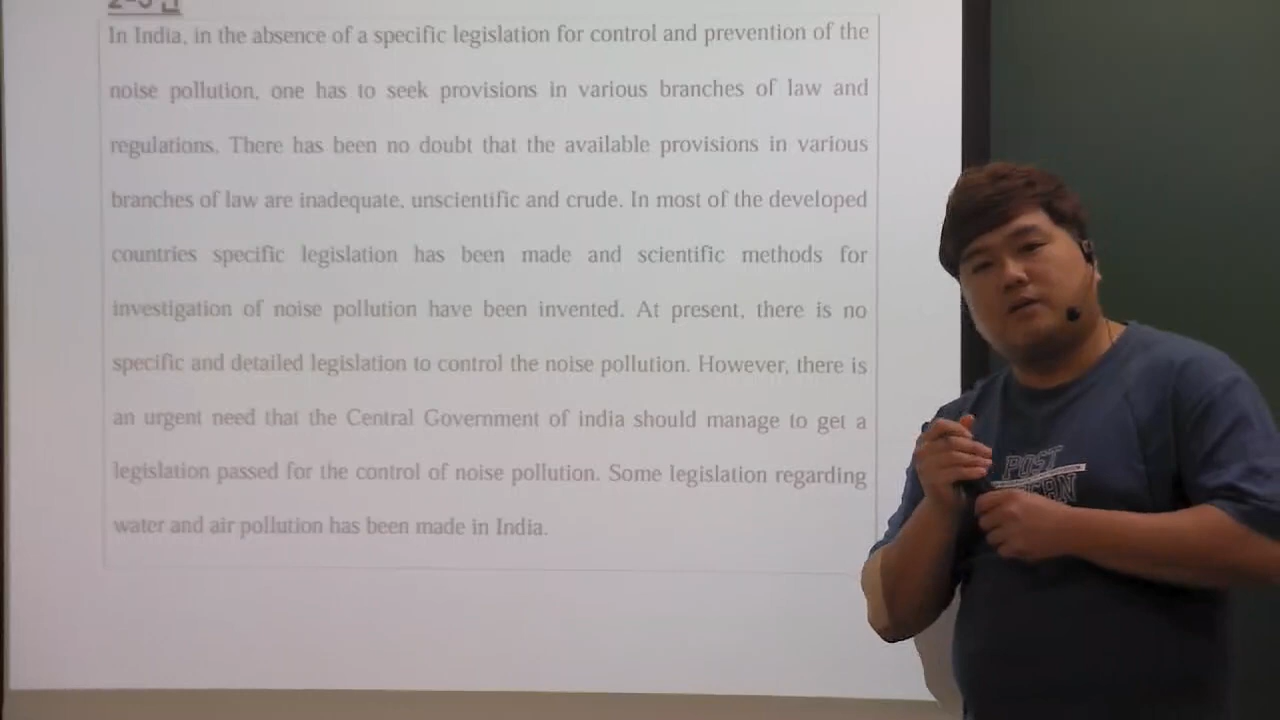 In India, in the absence of a specific legislation for control and prevention of the
noise pollution, one has to seek provisions in various branches of law and
regulations. There has been no doubt that the available provisions in various
branches of law are inadequate, unscientific and crude. In most of the developed
countries specific legislation has been made and scientific methods for
investigation of noise pollution have been invented. At present, there is no
specific and detailed legislation to control the noise pollution. However, there is
an urgent need that the Central Government of india should manage to get a
legislation passed for the control of noise pollution. Some legislation regarding
water and air pollution has been made in India.
POST